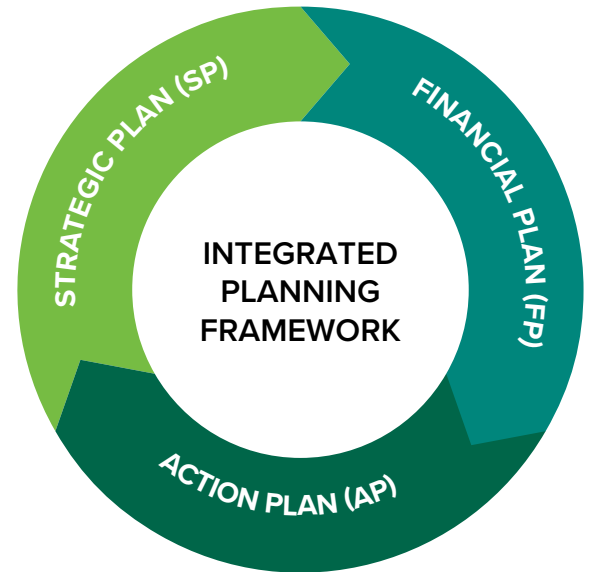 STRATEGIC PLAN (SP)
FINANCIAL PLAN (FP)
INTEGRATED
PLANNING
FRAMEWORK
ACTION PLAN (AP)